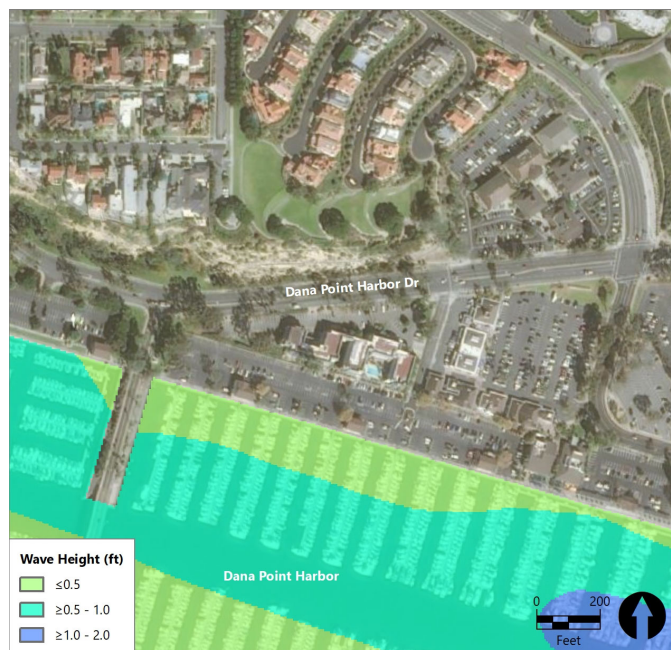 Dana Point Harbor Dr
Wave Height (ft)
≤0.5
≥0.5 - 1.0
≥1.0 - 2.0
Dana Point Harbor
0 200
Feet